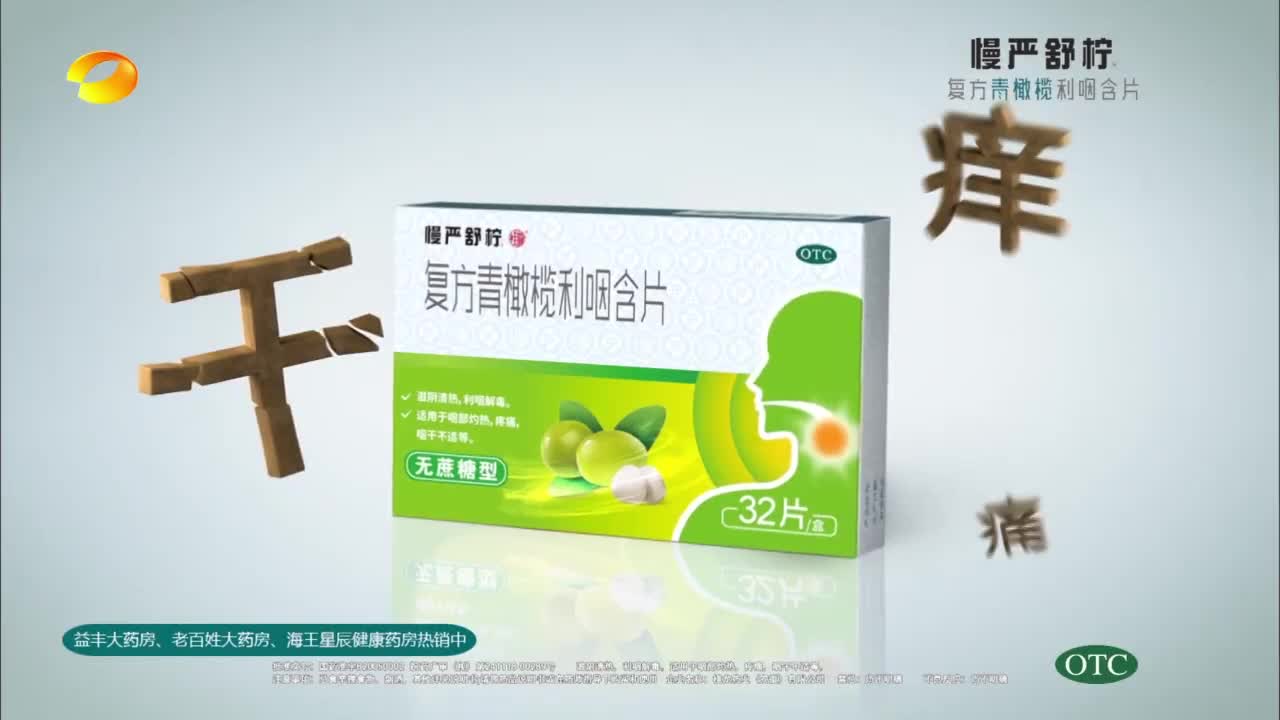 慢严舒柠
复方青橄榄利咽含片
痒
干
慢严舒柠
OTC
复方青橄榄利咽含片
滋阴清热,利咽解毒。
适用于咽部灼热,疼痛,
咽干不适等。
无蔗糖型
32片/盒
痛
益丰大药房、老百姓大药房、海王星辰健康药房热销中
OTC